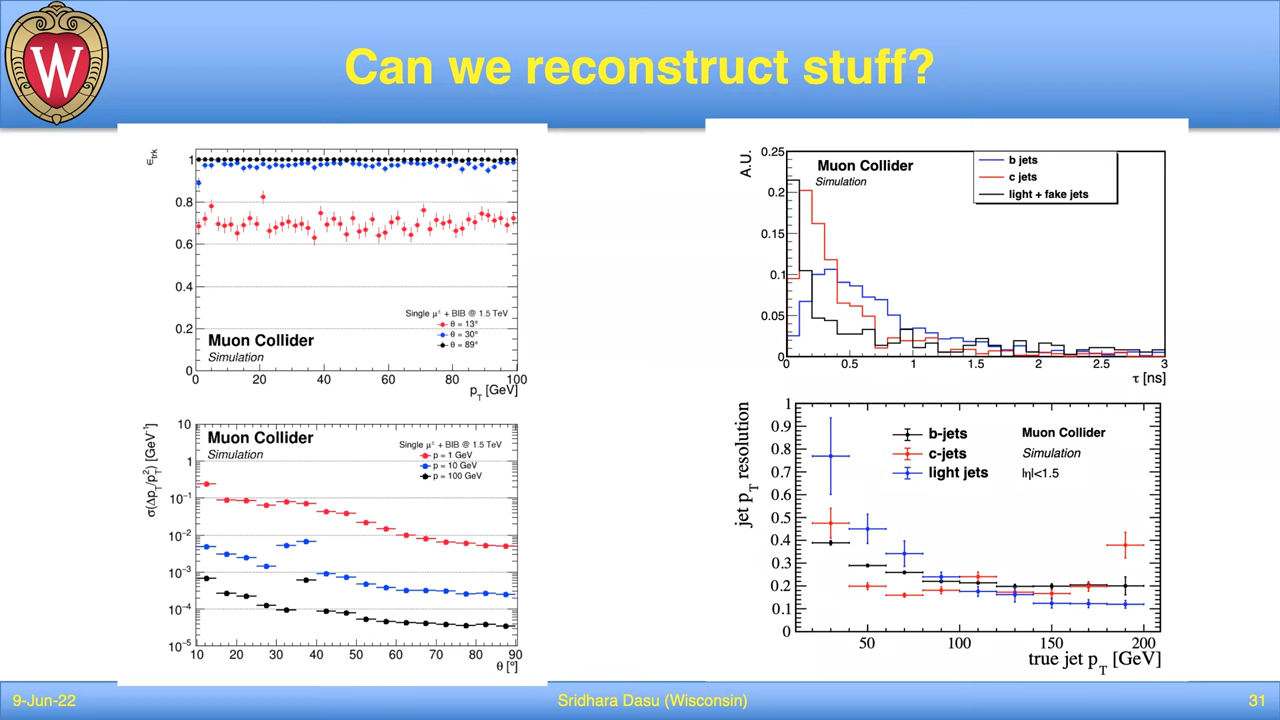 W
Can we reconstruct stuff?
ε_trk
1
0.8
0.6
0.4
0.2
0
Single μ± + BIB @ 1.5 TeV
θ = 13°
θ = 30°
θ = 89°
Muon Collider
Simulation
0 20 40 60 80 100
p_T [GeV]
A.U.
0.25
0.2
0.15
0.1
0.05
0
Muon Collider
Simulation
b jets
c jets
light + fake jets
0 0.5 1 1.5 2 2.5 3
τ [ns]
σ(Δp_T/p_T²) [GeV⁻¹]
10
1
10⁻¹
10⁻²
10⁻³
10⁻⁴
10⁻⁵
Muon Collider
Simulation
Single μ± + BIB @ 1.5 TeV
p = 1 GeV
p = 10 GeV
p = 100 GeV
10 20 30 40 50 60 70 80 90
θ [°]
jet p_T resolution
1
0.9
0.8
0.7
0.6
0.5
0.4
0.3
0.2
0.1
0
b-jets
c-jets
light jets
Muon Collider
Simulation
|η|<1.5
50 100 150 200
true jet p_T [GeV]
9-Jun-22
Sridhara Dasu (Wisconsin)
31